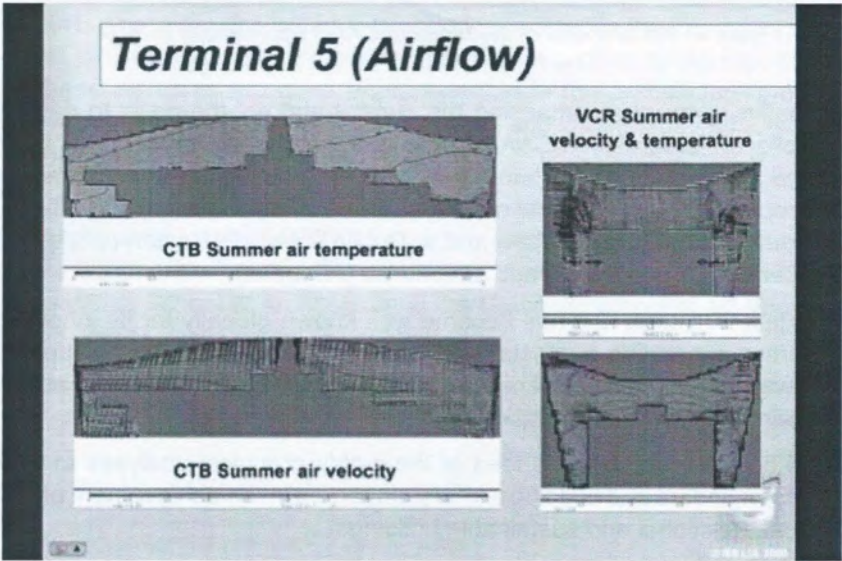 Terminal 5 (Airflow)
CTB Summer air temperature
CTB Summer air velocity
VCR Summer air
velocity & temperature